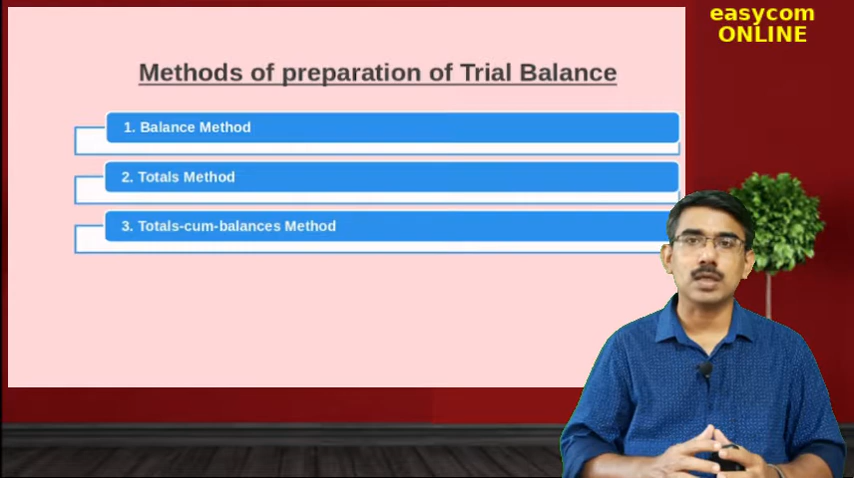 easycom
ONLINE
Methods of preparation of Trial Balance
1. Balance Method
2. Totals Method
3. Totals-cum-balances Method